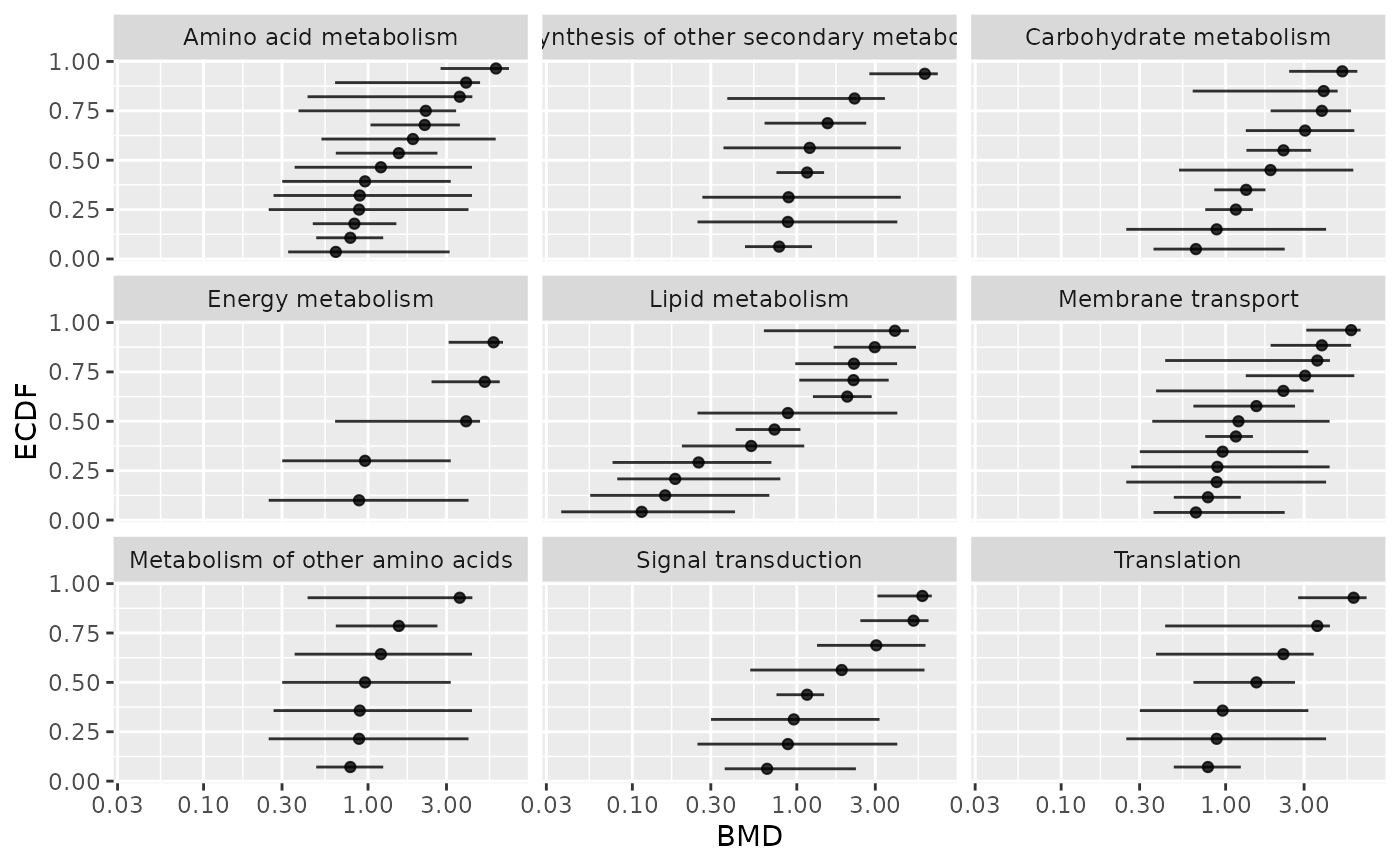 Amino acid metabolism
ynthesis of other secondary metabo
Carbohydrate metabolism
1.00
0.75
0.50
0.25
0.00
Energy metabolism
Lipid metabolism
Membrane transport
1.00
0.75
0.50
0.25
0.00
ECDF
Metabolism of other amino acids
Signal transduction
Translation
1.00
0.75
0.50
0.25
0.00
0.03 0.10 0.30 1.00 3.00 0.03 0.10 0.30 1.00 3.00 0.03 0.10 0.30 1.00 3.00
BMD